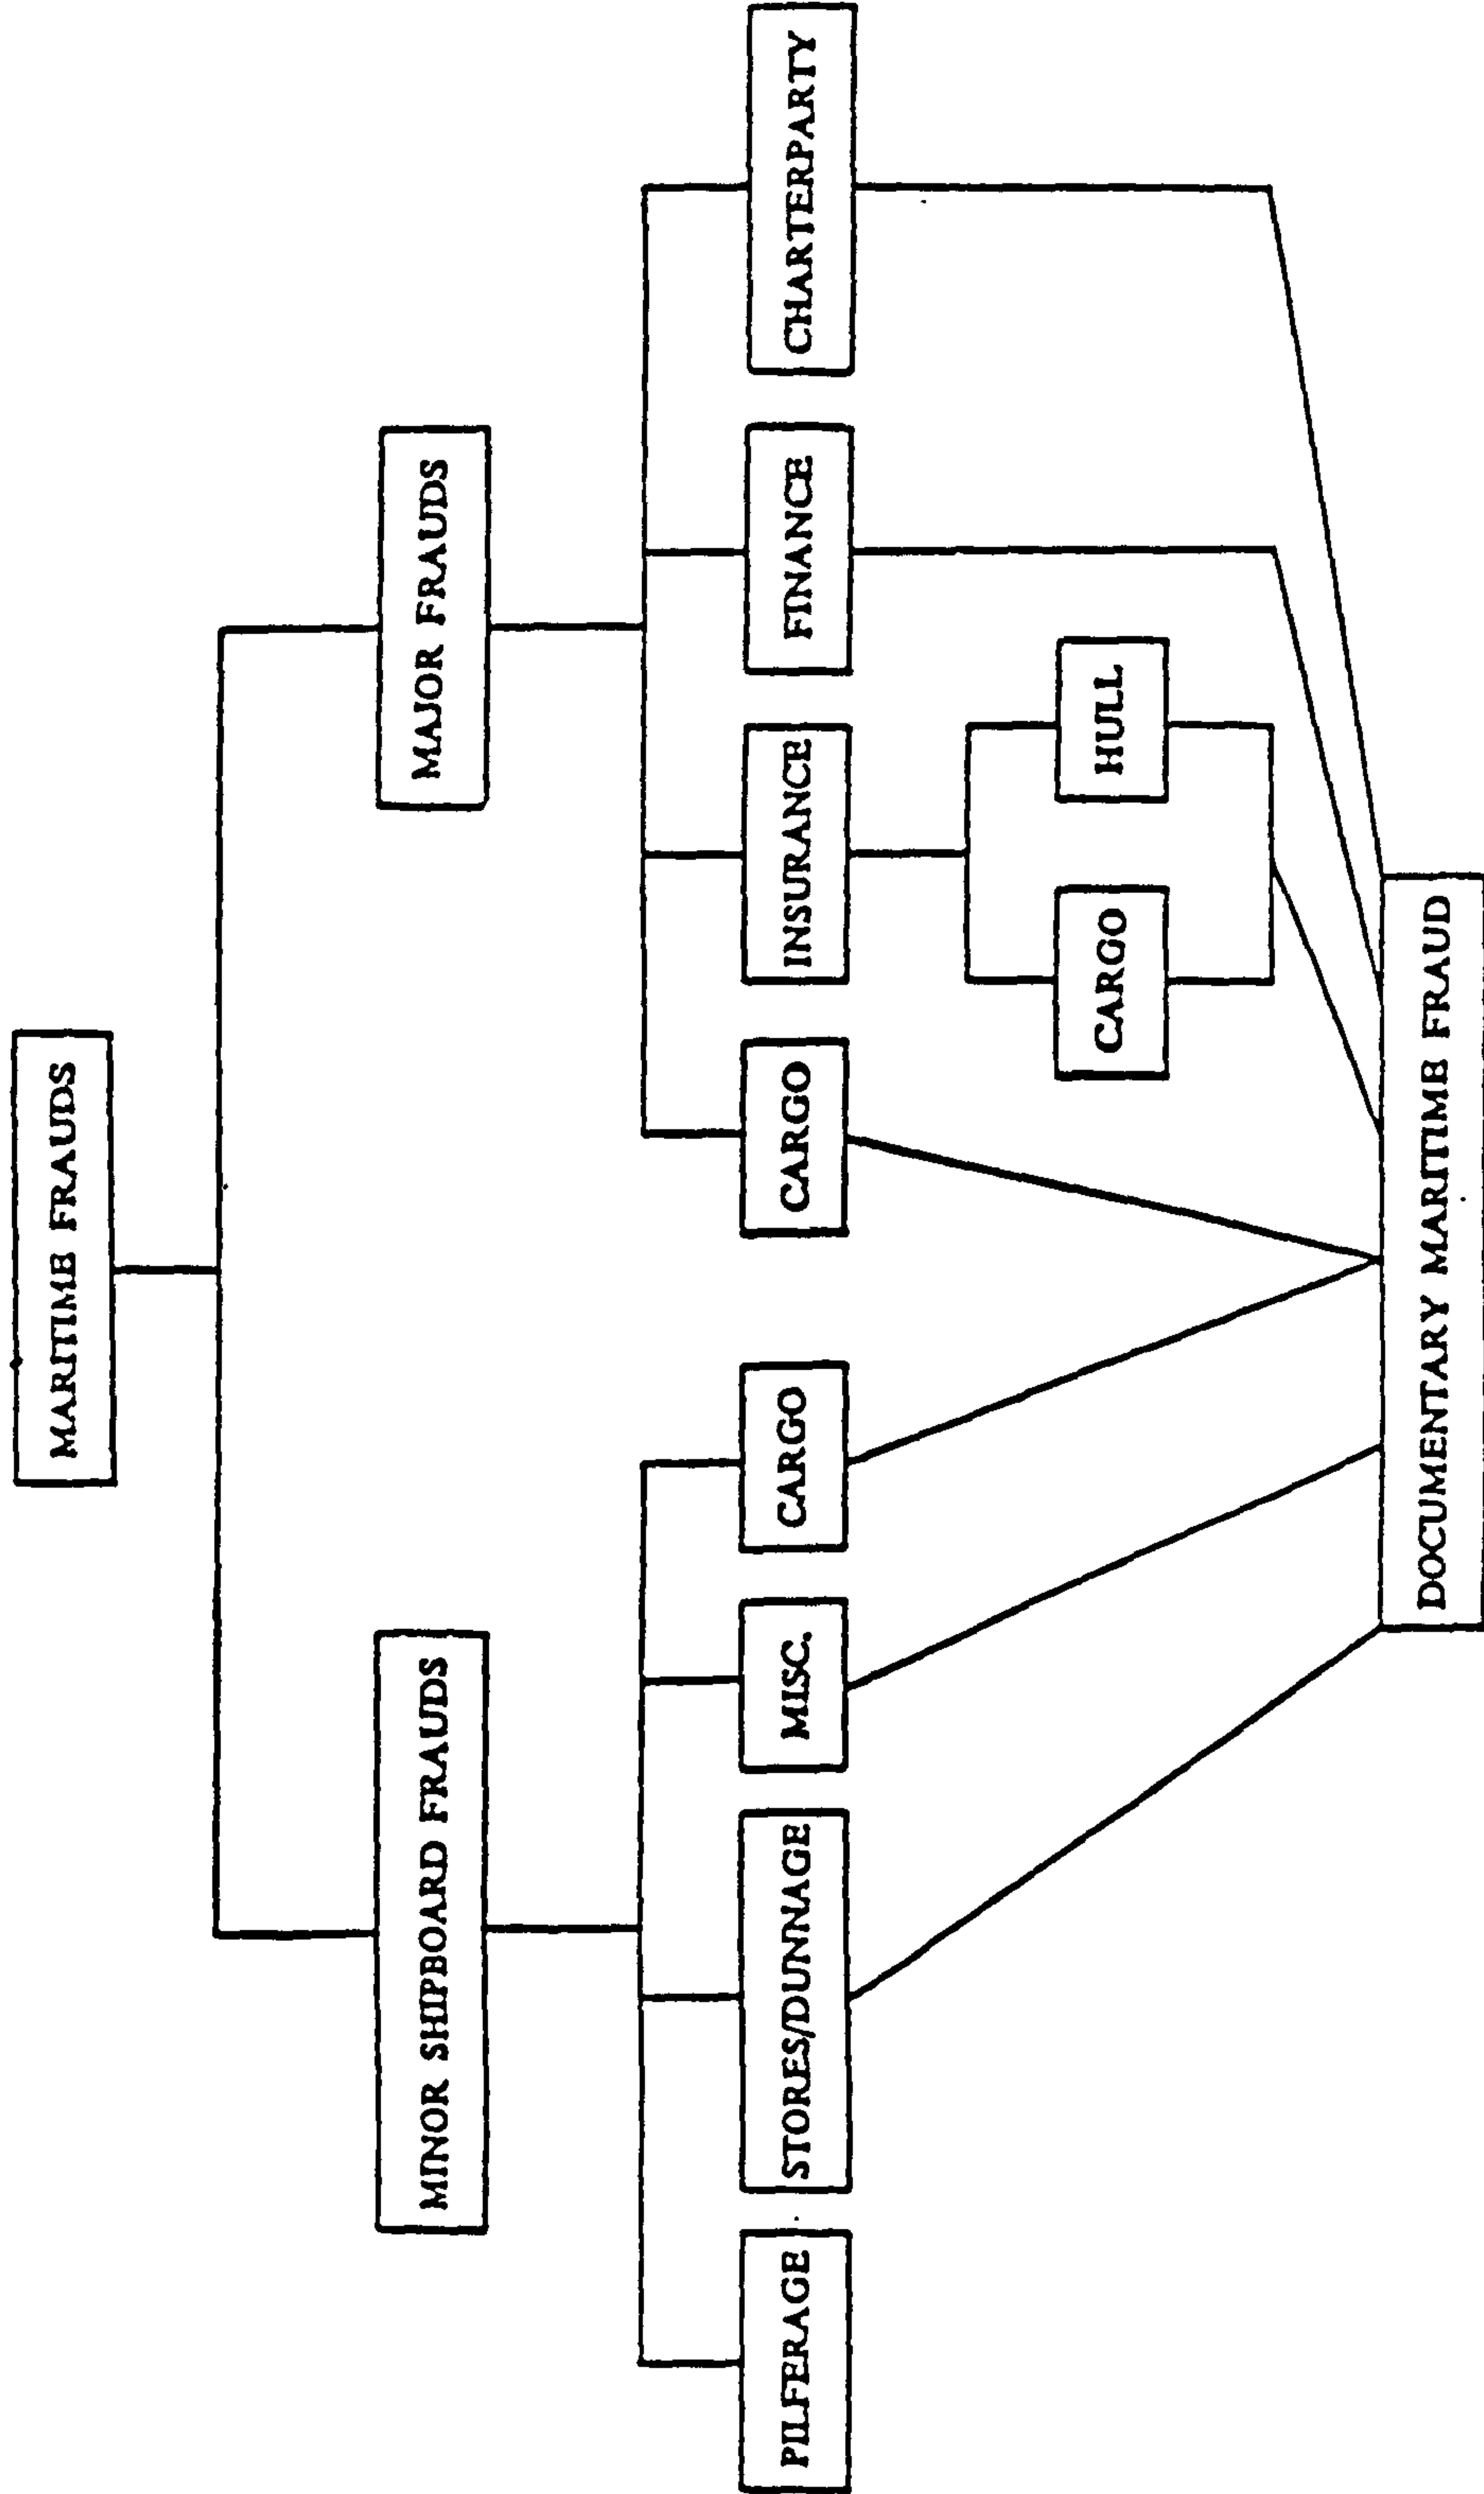 MARITIME FRAUDS
MINOR SHIPBOARD FRAUDS
MAJOR FRAUDS
PILFERAGE
STORES/DUNNAGE
MISC.
CARGO
CARGO
INSURANCE
FINANCE
CHARTERPARTY
CARGO
HULL
DOCUMENTARY MARITIME FRAUD